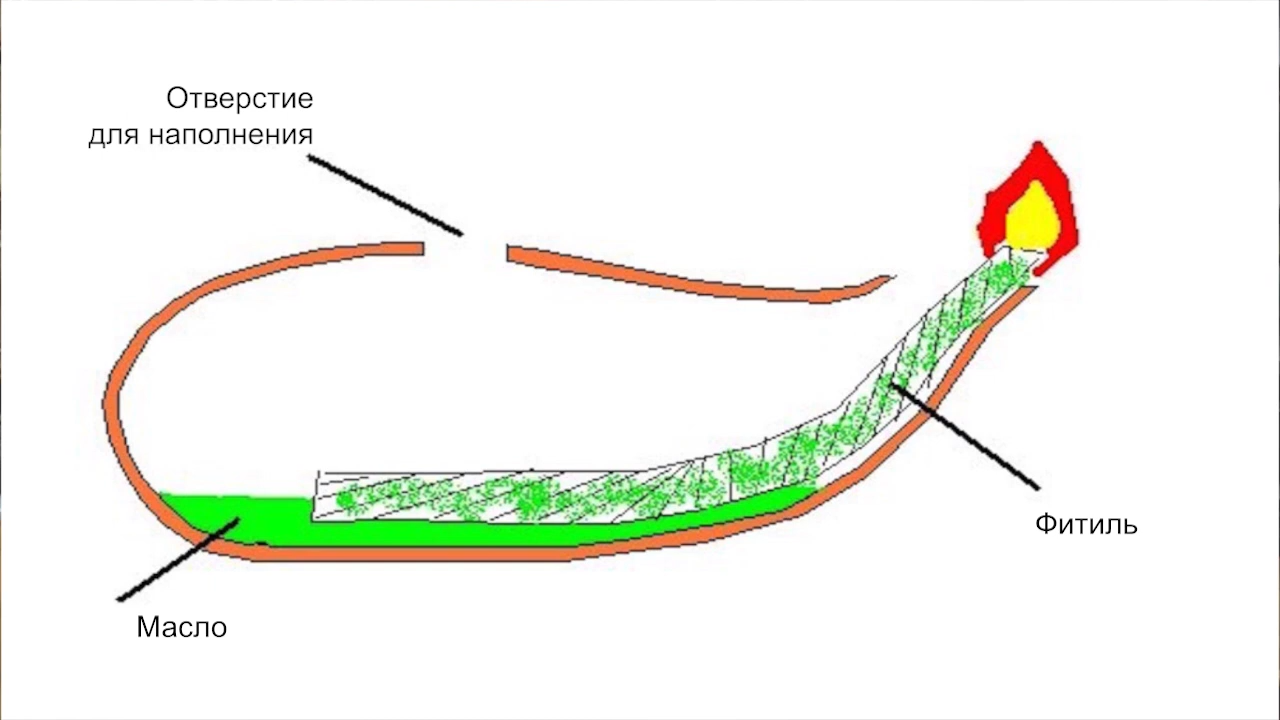 Отверстие
для наполнения
Фитиль
Масло